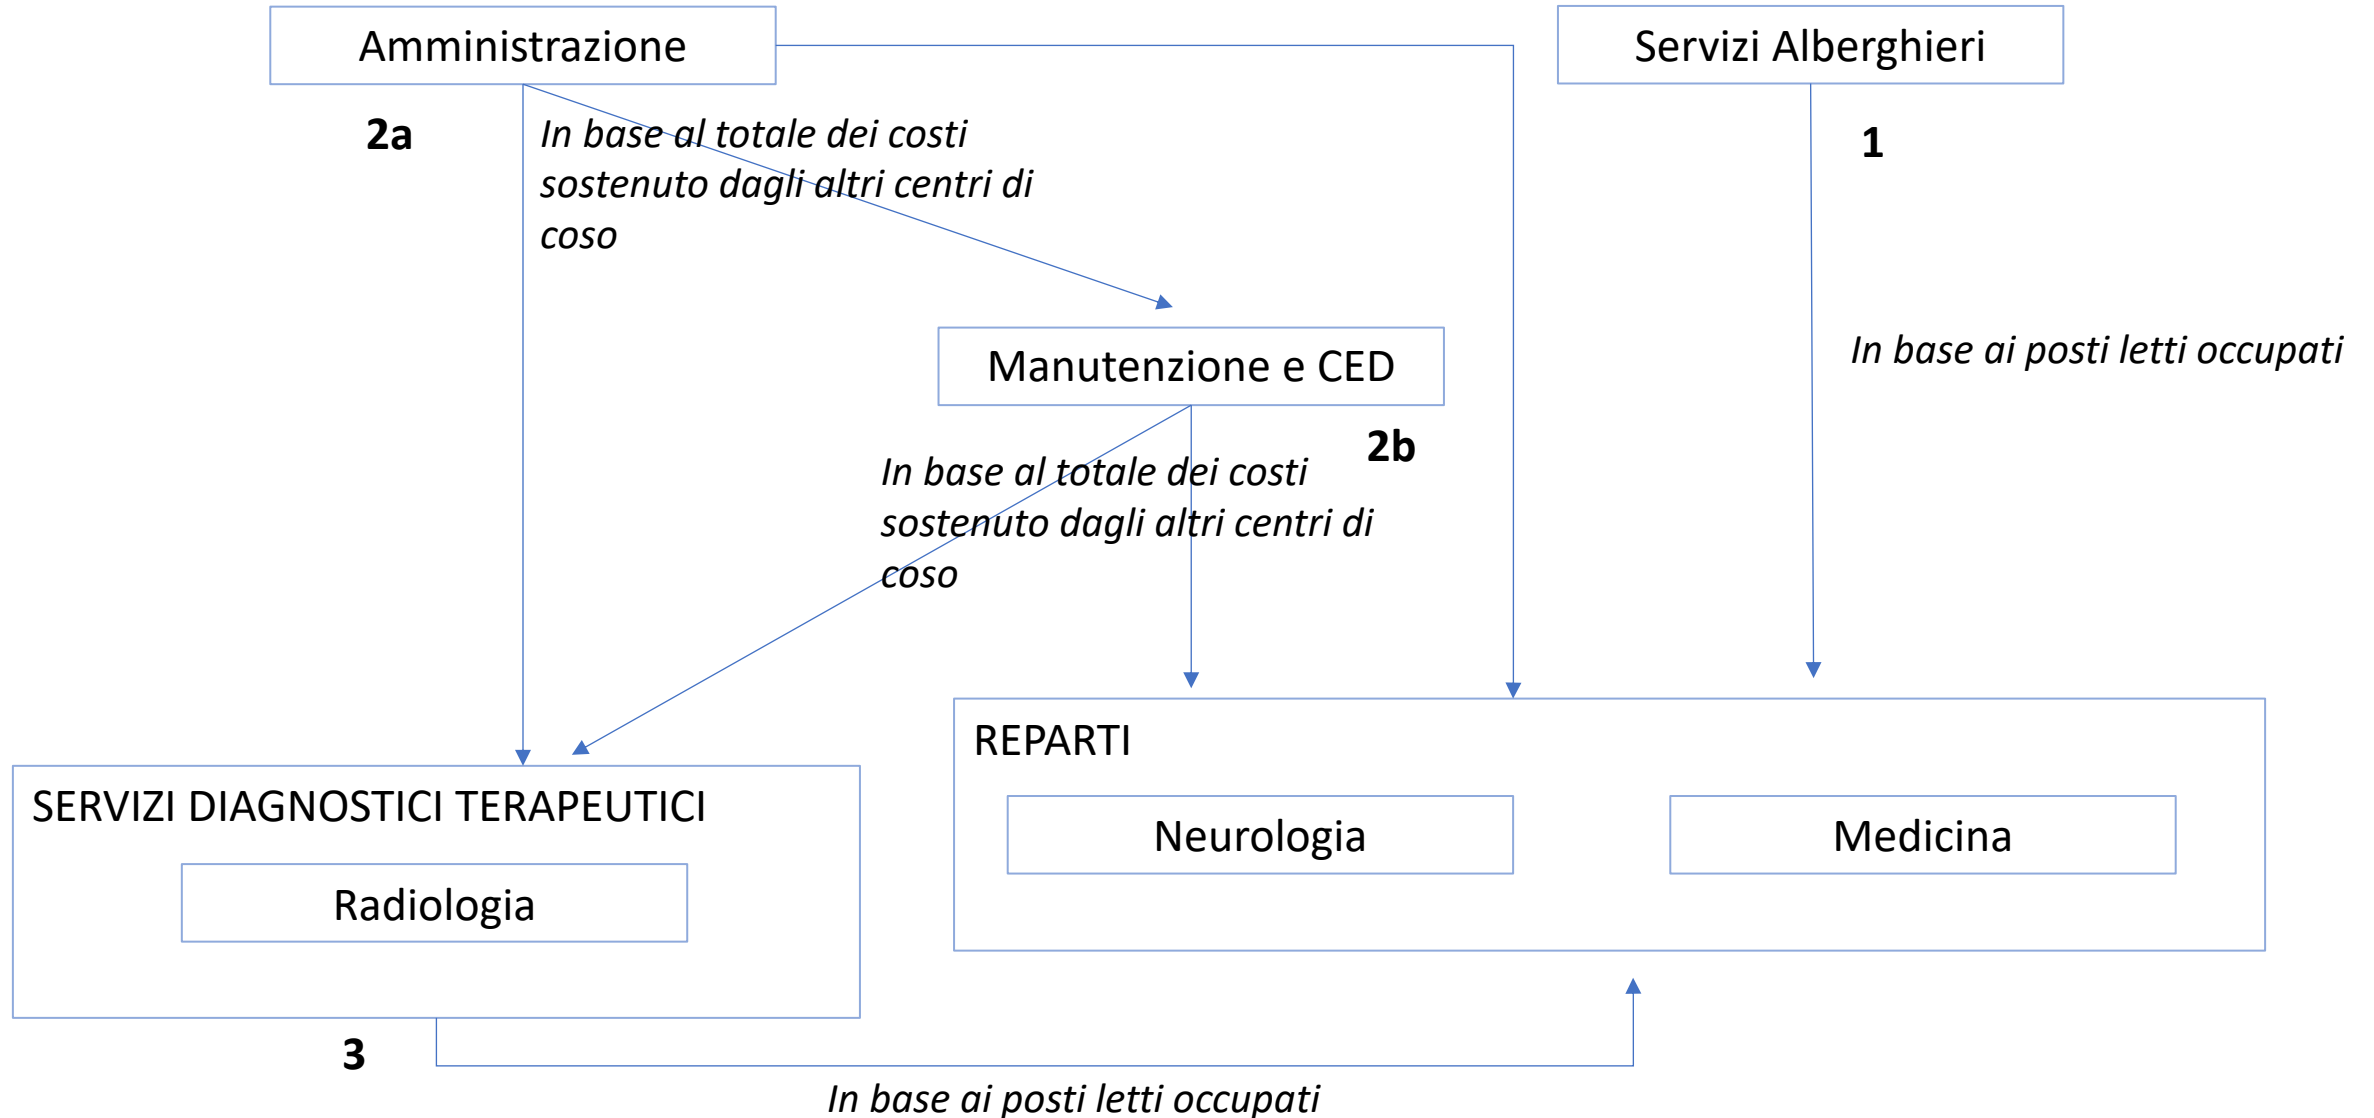 Amministrazione
Servizi Alberghieri
2a
In base al totale dei costi
sostenuto dagli altri centri di
coso
1
Manutenzione e CED
In base ai posti letti occupati
2b
In base al totale dei costi
sostenuto dagli altri centri di
coso
REPARTI
SERVIZI DIAGNOSTICI TERAPEUTICI
Neurologia
Medicina
Radiologia
3
In base ai posti letti occupati